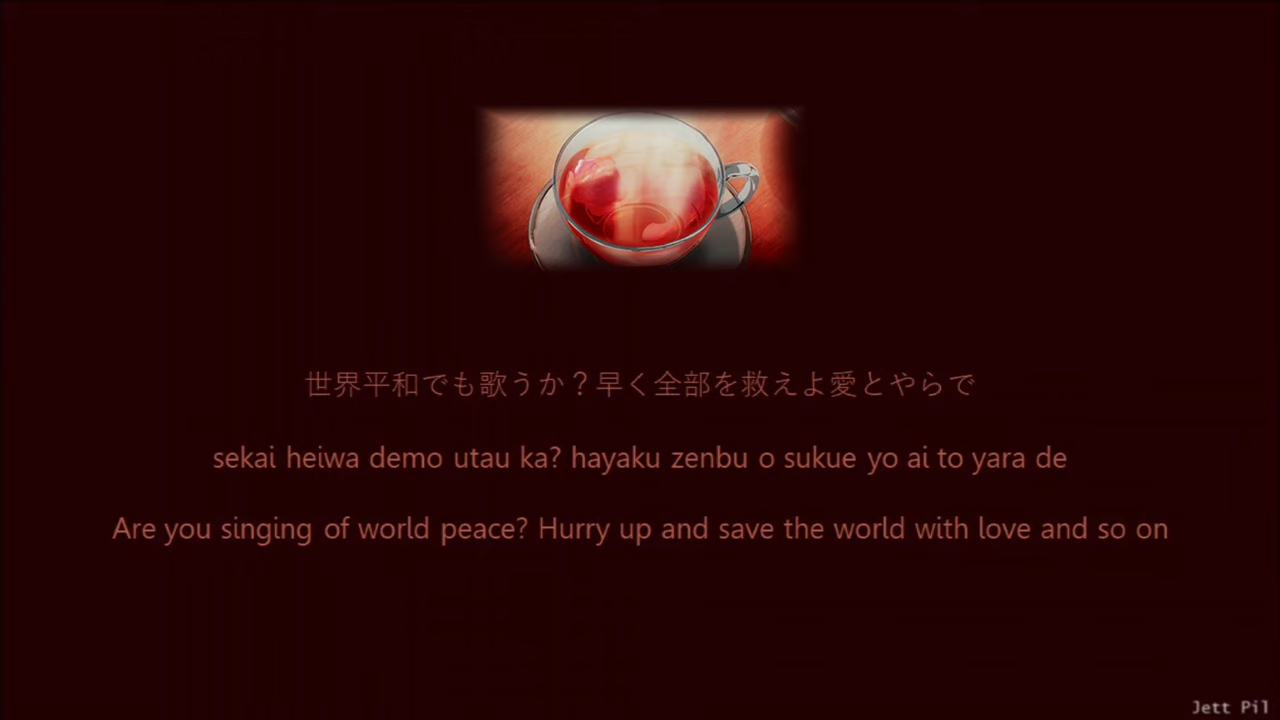 世界平和でも歌うか？早く全部を救えよ愛とやらで
sekai heiwa demo utau ka? hayaku zenbu o sukue yo ai to yara de
Are you singing of world peace? Hurry up and save the world with love and so on
Jett Pil